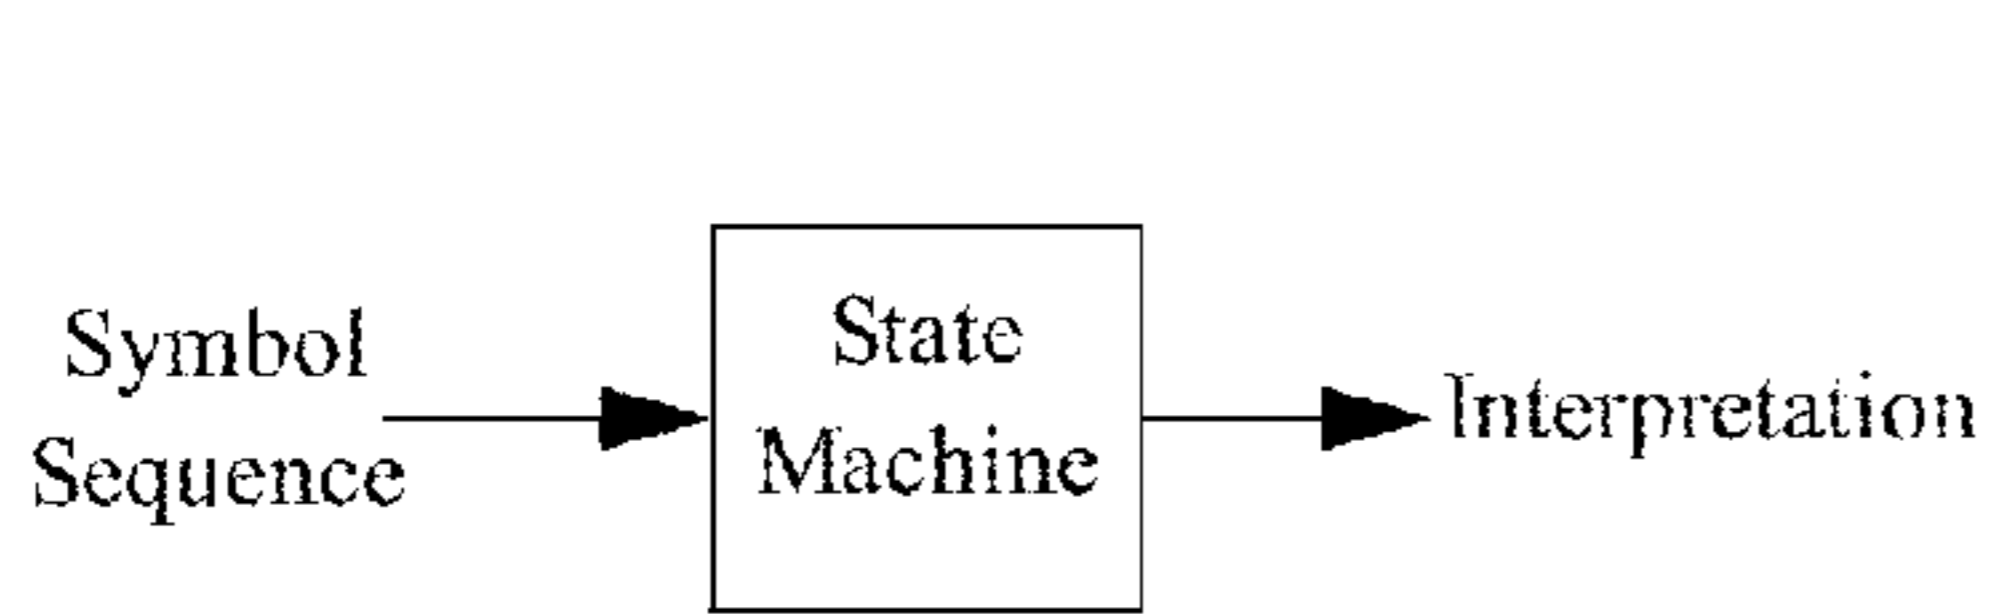 Symbol
Sequence
State
Machine
Interpretation